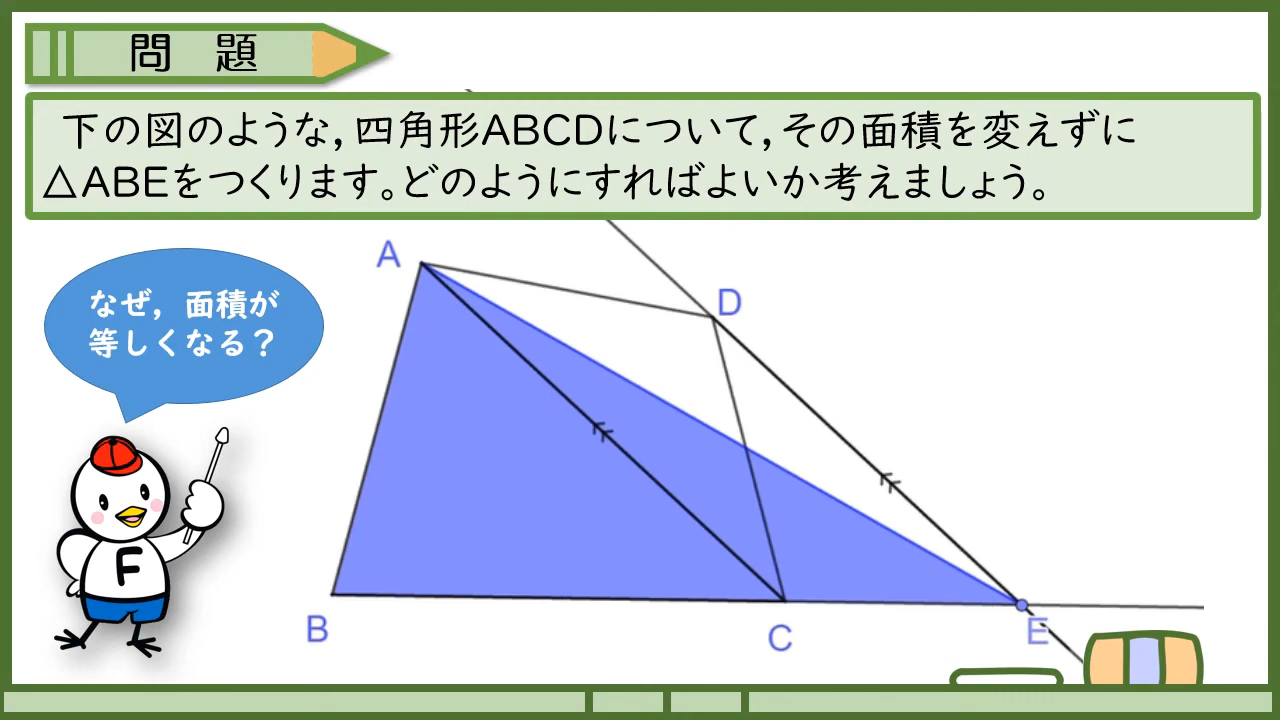 問 題
下の図のような，四角形ABCDについて，その面積を変えずに
△ABEをつくります。どのようにすればよいか考えましょう。
なぜ，面積が
等しくなる？
A
D
F
B
C
E